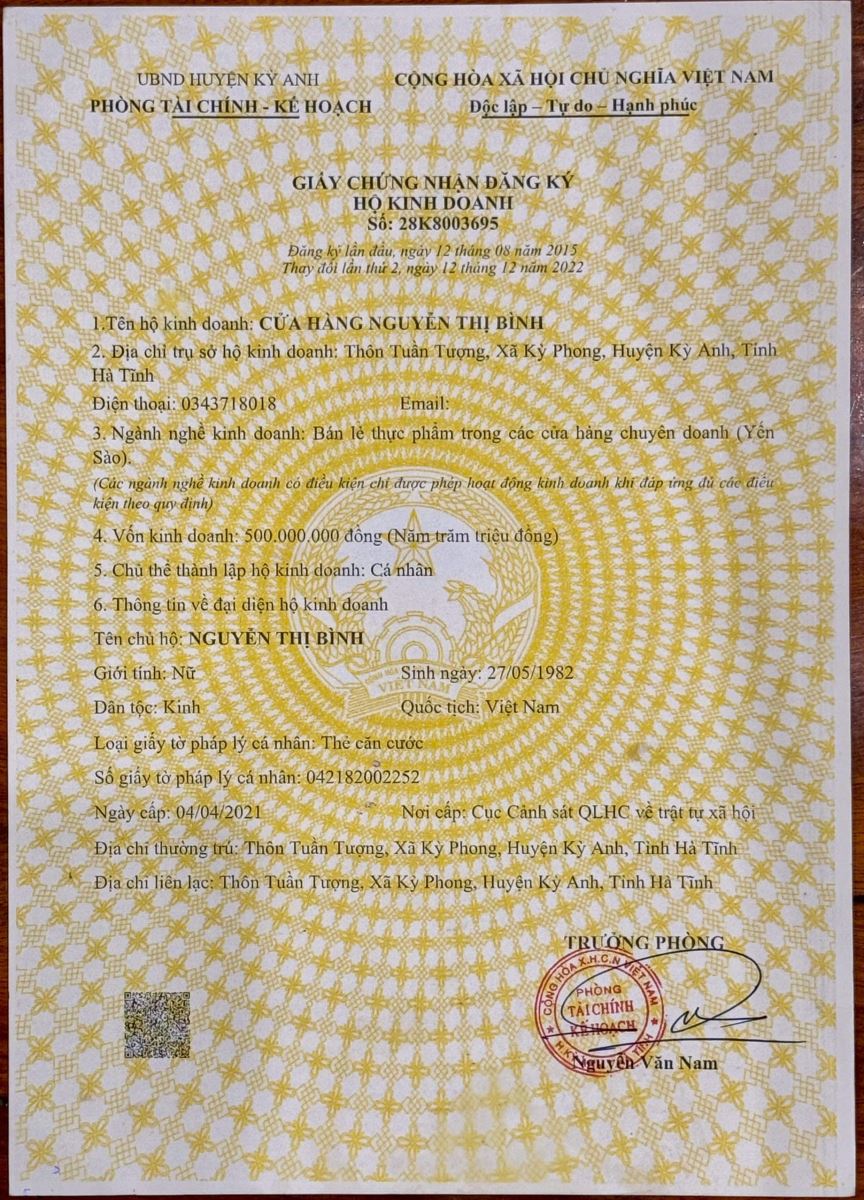 UBND HUYỆN KỲ ANH
PHÒNG TÀI CHÍNH - KẾ HOẠCH
CỘNG HÒA XÃ HỘI CHỦ NGHĨA VIỆT NAM
Độc lập – Tự do – Hạnh phúc
GIẤY CHỨNG NHẬN ĐĂNG KÝ
HỘ KINH DOANH
Số: 28K8003695
Đăng ký lần đầu, ngày 12 tháng 08 năm 2015
Thay đổi lần thứ 2, ngày 12 tháng 12 năm 2022
1.Tên hộ kinh doanh: CỬA HÀNG NGUYỄN THỊ BÌNH
2. Địa chỉ trụ sở hộ kinh doanh: Thôn Tuần Tượng, Xã Kỳ Phong, Huyện Kỳ Anh, Tỉnh
Hà Tĩnh
Điện thoại: 0343718018 Email:
3. Ngành nghề kinh doanh: Bán lẻ thực phẩm trong các cửa hàng chuyên doanh (Yến
Sào).
(Các ngành nghề kinh doanh có điều kiện chỉ được phép hoạt động kinh doanh khi đáp ứng đủ các điều
kiện theo quy định)
4. Vốn kinh doanh: 500.000.000 đồng (Năm trăm triệu đồng)
5. Chủ thể thành lập hộ kinh doanh: Cá nhân
6. Thông tin về đại diện hộ kinh doanh
Tên chủ hộ: NGUYỄN THỊ BÌNH
Giới tính: Nữ Sinh ngày: 27/05/1982
Dân tộc: Kinh Quốc tịch: Việt Nam
Loại giấy tờ pháp lý cá nhân: Thẻ căn cước
Số giấy tờ pháp lý cá nhân: 042182002252
Ngày cấp: 04/04/2021 Nơi cấp: Cục Cảnh sát QLHC về trật tự xã hội
Địa chỉ thường trú: Thôn Tuần Tượng, Xã Kỳ Phong, Huyện Kỳ Anh, Tỉnh Hà Tĩnh
Địa chỉ liên lạc: Thôn Tuần Tượng, Xã Kỳ Phong, Huyện Kỳ Anh, Tỉnh Hà Tĩnh
TRƯỞNG PHÒNG
CỘNG HÒA X.H.C.N VIỆT NAM
PHÒNG
TÀI CHÍNH
KẾ HOẠCH
Nguyễn Văn Nam
VIỆT NAM